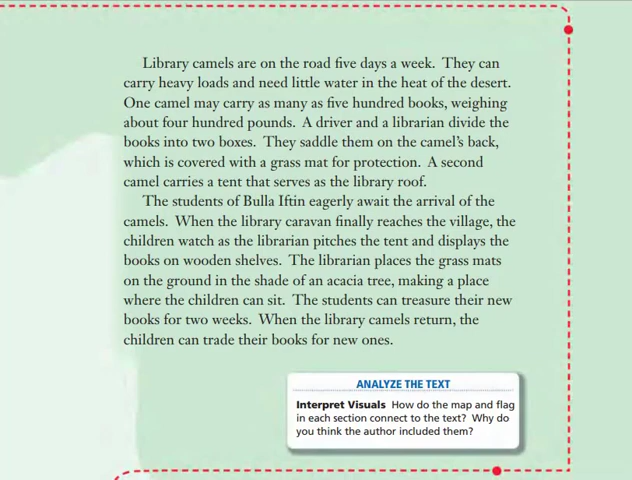 Library camels are on the road five days a week. They can
carry heavy loads and need little water in the heat of the desert.
One camel may carry as many as five hundred books, weighing
about four hundred pounds. A driver and a librarian divide the
books into two boxes. They saddle them on the camel's back,
which is covered with a grass mat for protection. A second
camel carries a tent that serves as the library roof.
The students of Bulla Iftin eagerly await the arrival of the
camels. When the library caravan finally reaches the village, the
children watch as the librarian pitches the tent and displays the
books on wooden shelves. The librarian places the grass mats
on the ground in the shade of an acacia tree, making a place
where the children can sit. The students can treasure their new
books for two weeks. When the library camels return, the
children can trade their books for new ones.
ANALYZE THE TEXT
Interpret Visuals How do the map and flag
in each section connect to the text? Why do
you think the author included them?